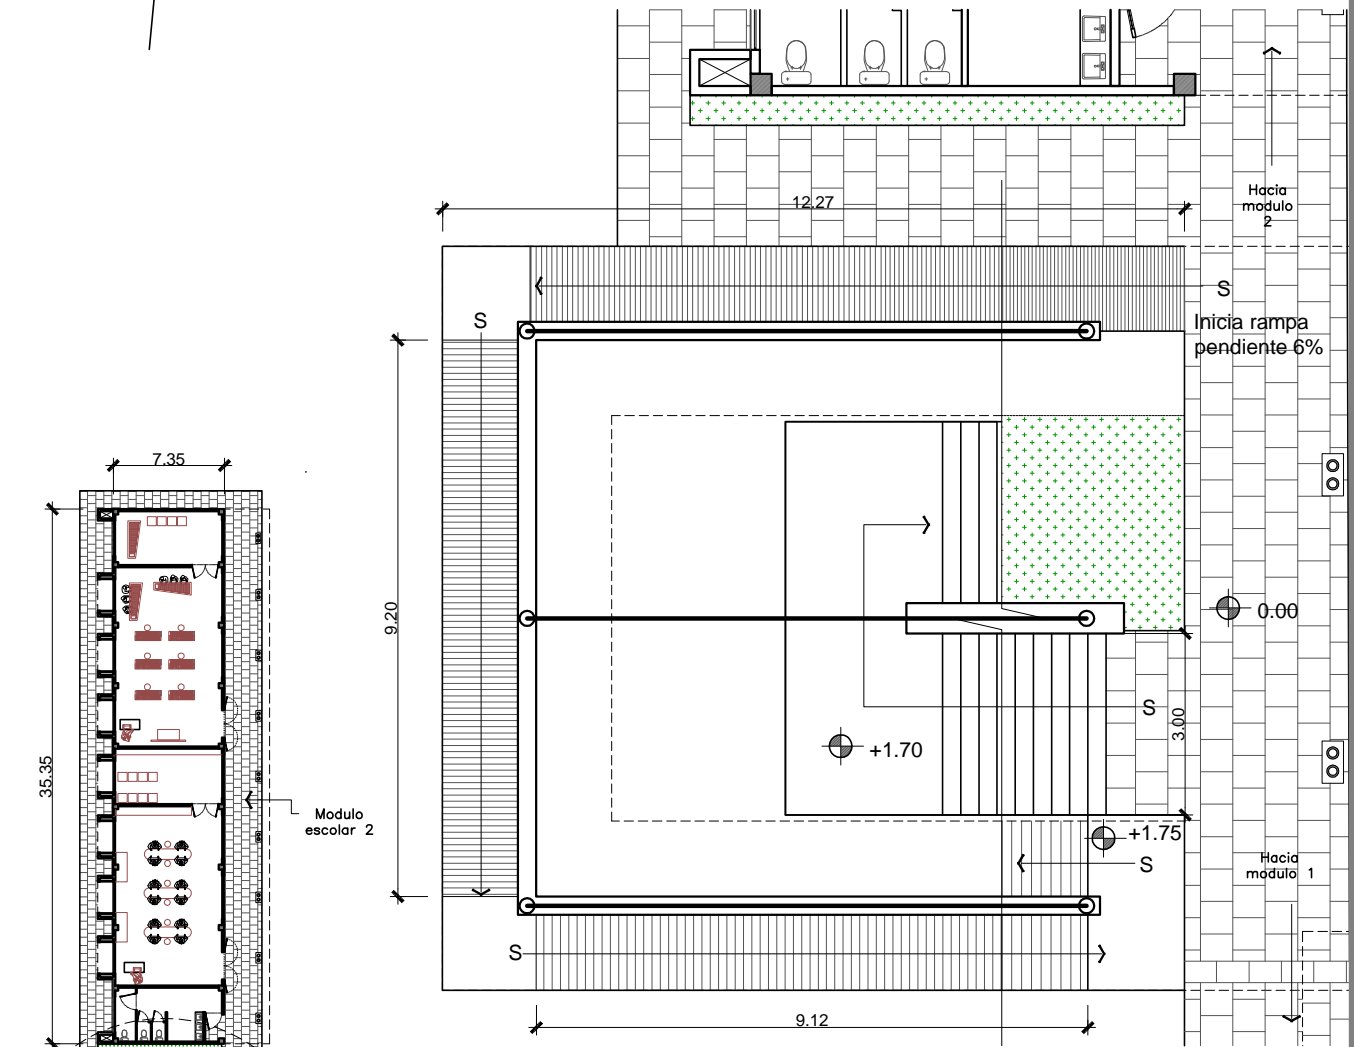 12.27
Hacia
modulo
2
S
Inicia rampa
pendiente 6%
S
7.35
9.20
0.00
35.35
S
3.00
+1.70
Modulo
escolar 2
+1.75
S
Hacia
modulo 1
S
9.12